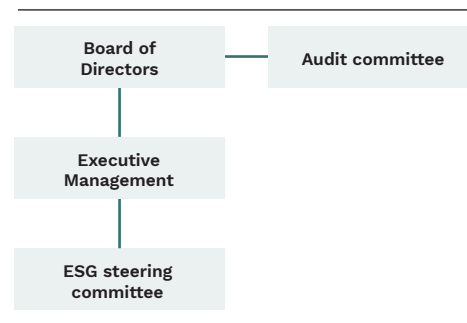 Board of
Directors
Audit committee
Executive
Management
ESG steering
committee